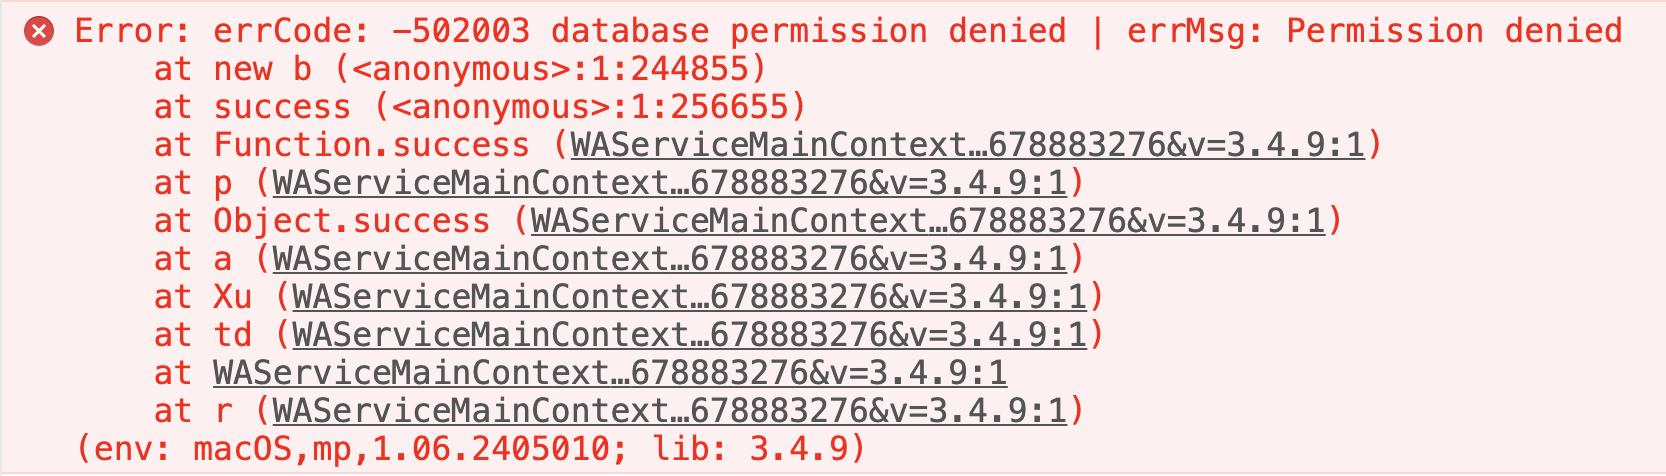 Error: errCode: -502003 database permission denied | errMsg: Permission denied
at new b (<anonymous>:1:244855)
at success (<anonymous>:1:256655)
at Function.success (WAServiceMainContext…678883276&v=3.4.9:1)
at p (WAServiceMainContext…678883276&v=3.4.9:1)
at Object.success (WAServiceMainContext…678883276&v=3.4.9:1)
at a (WAServiceMainContext…678883276&v=3.4.9:1)
at Xu (WAServiceMainContext…678883276&v=3.4.9:1)
at td (WAServiceMainContext…678883276&v=3.4.9:1)
at WAServiceMainContext…678883276&v=3.4.9:1
at r (WAServiceMainContext…678883276&v=3.4.9:1)
(env: macOS,mp,1.06.2405010; lib: 3.4.9)